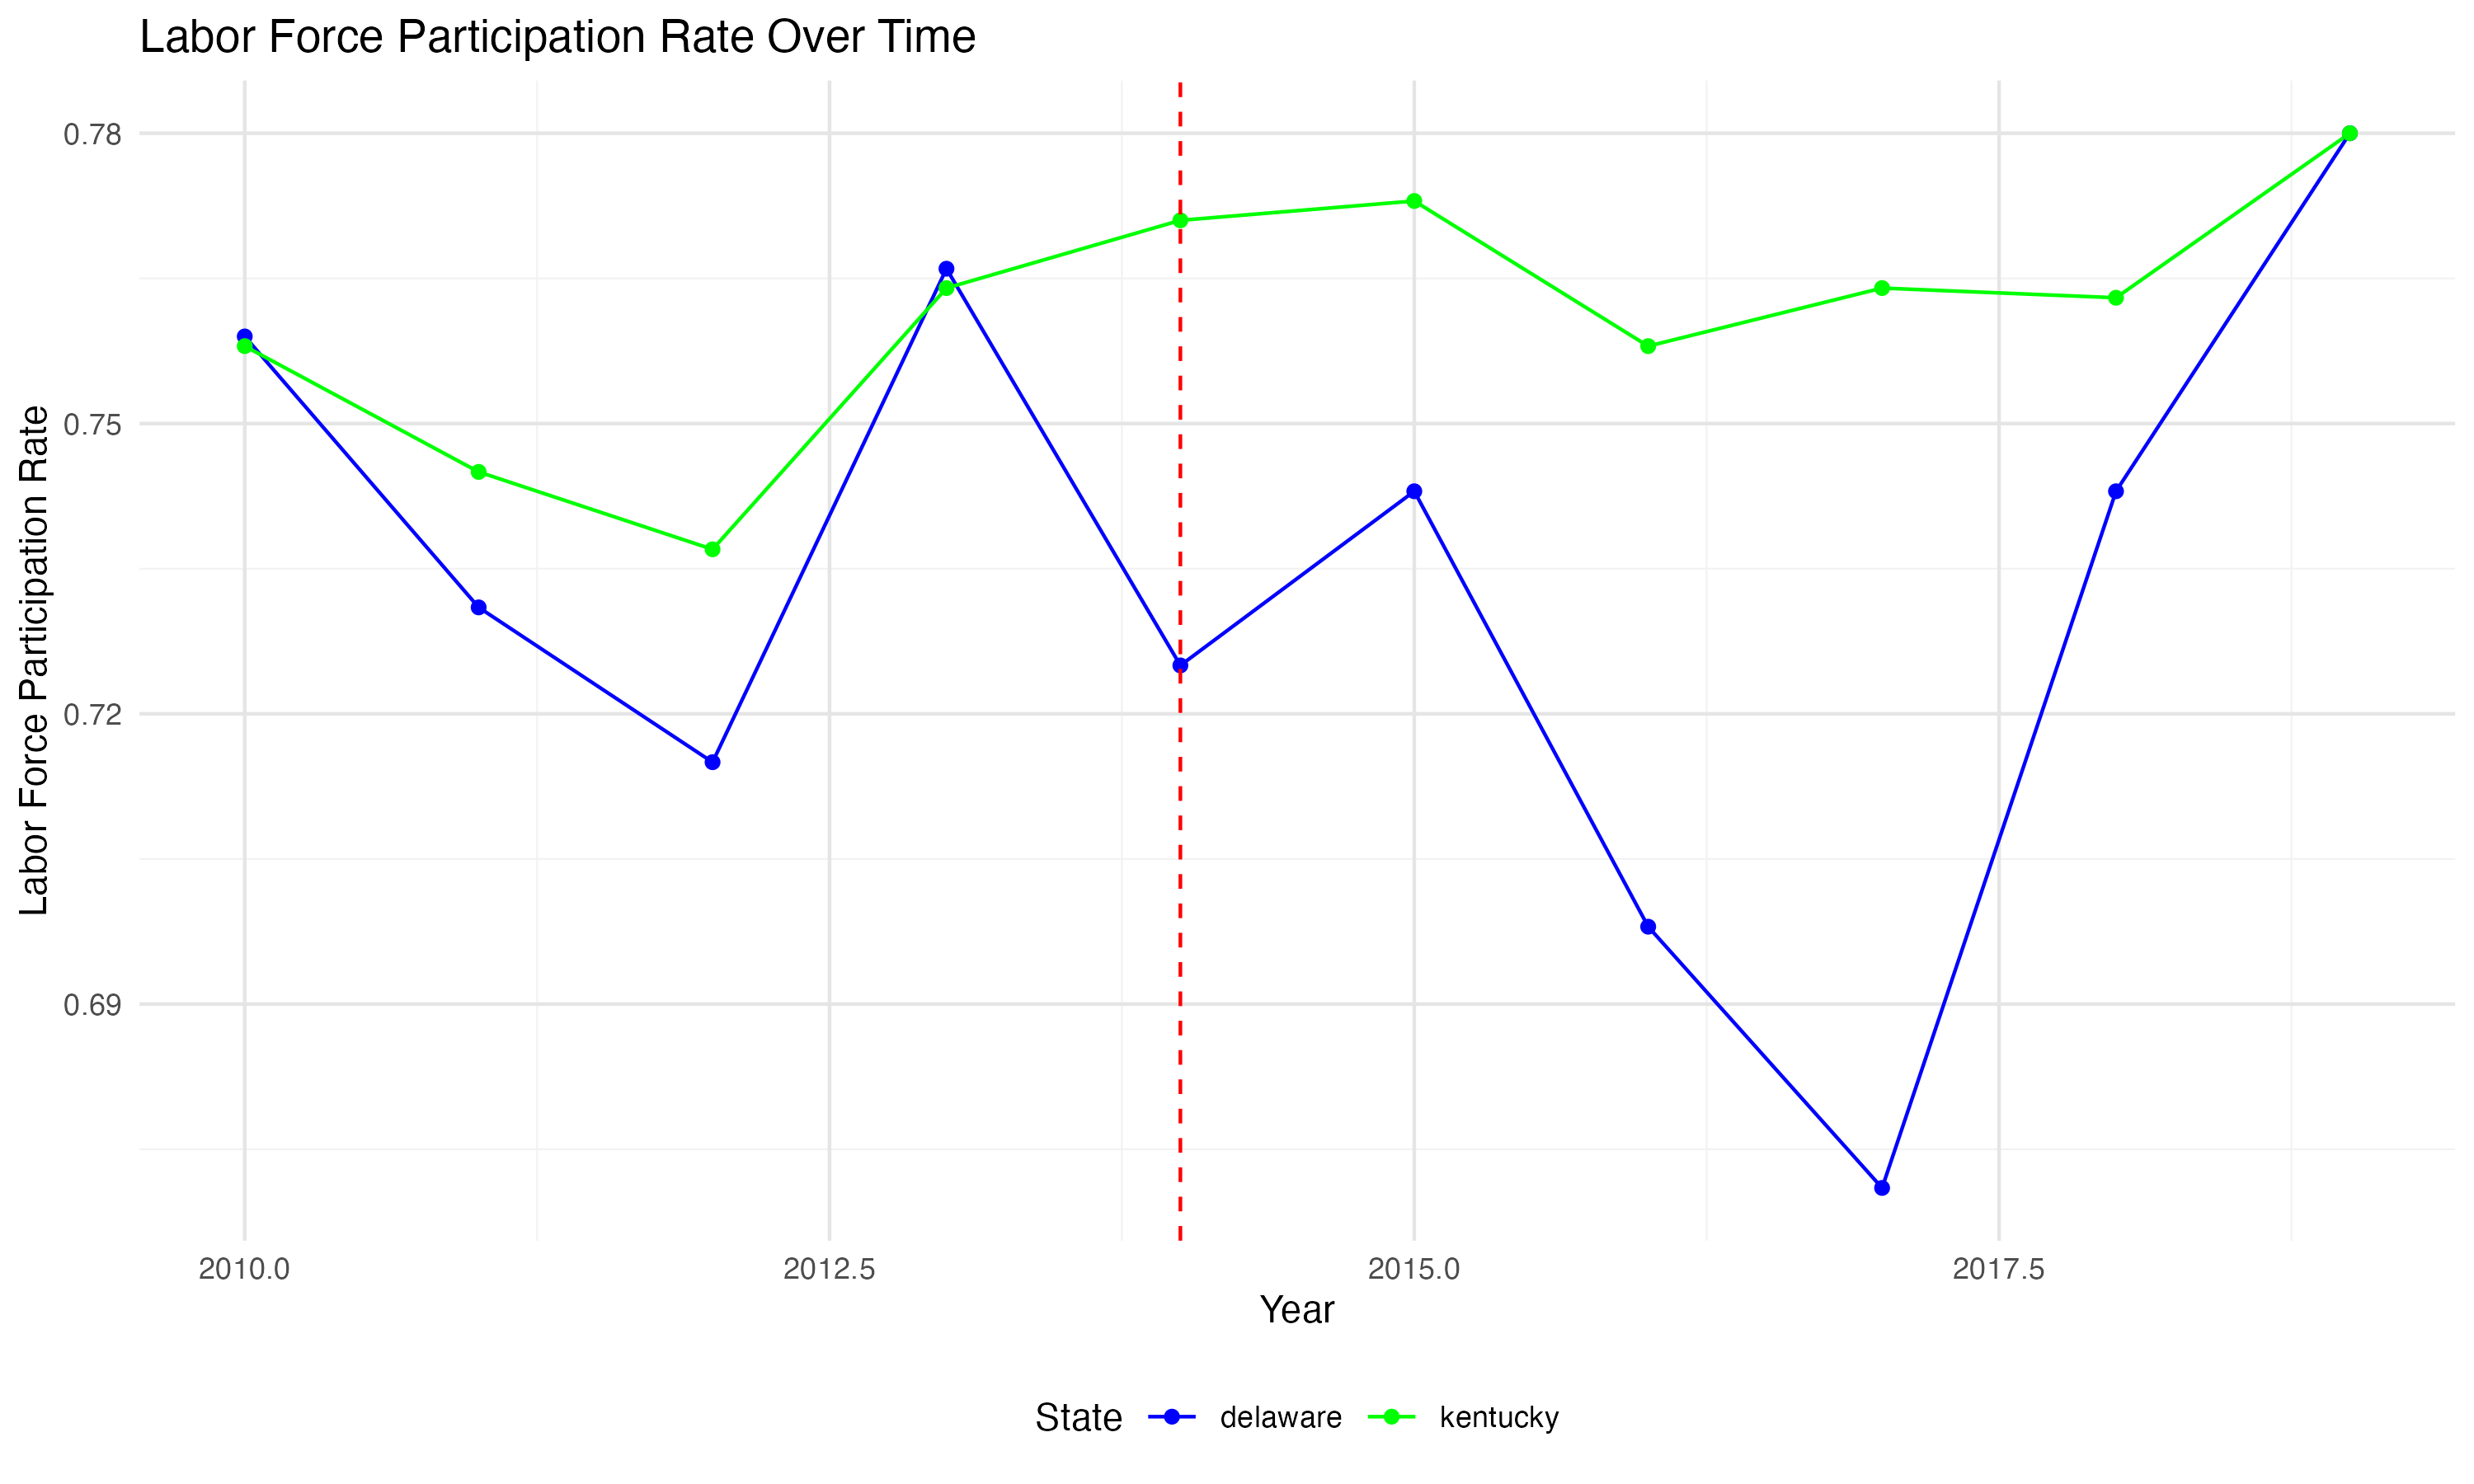 Labor Force Participation Rate Over Time
Labor Force Participation Rate
0.78
0.75
0.72
0.69
2010.0 2012.5 2015.0 2017.5
Year
State delaware kentucky